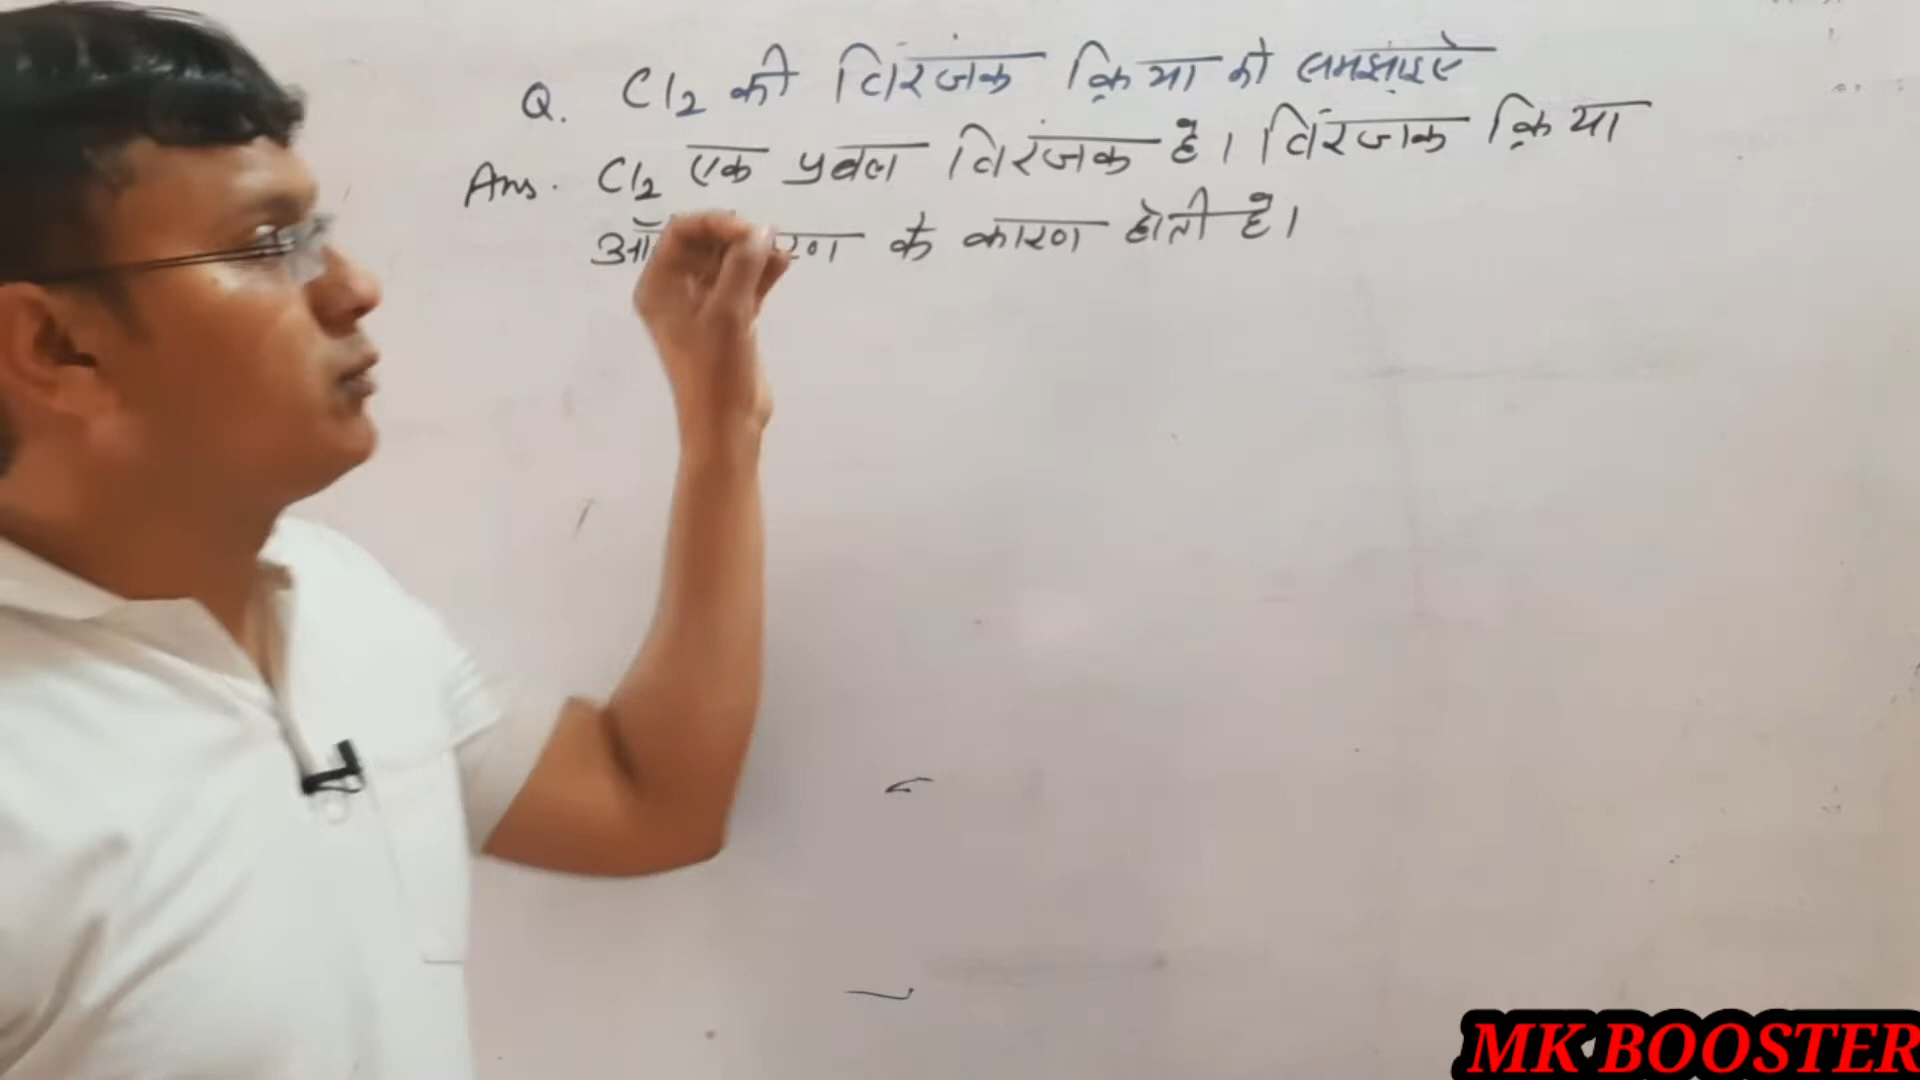 Q. Cl2 की विरंजक क्रिया को समझाइए
Ans. Cl2 एक प्रबल विरंजक है। विरंजक क्रिया
के कारण होती है।
MK BOOSTER